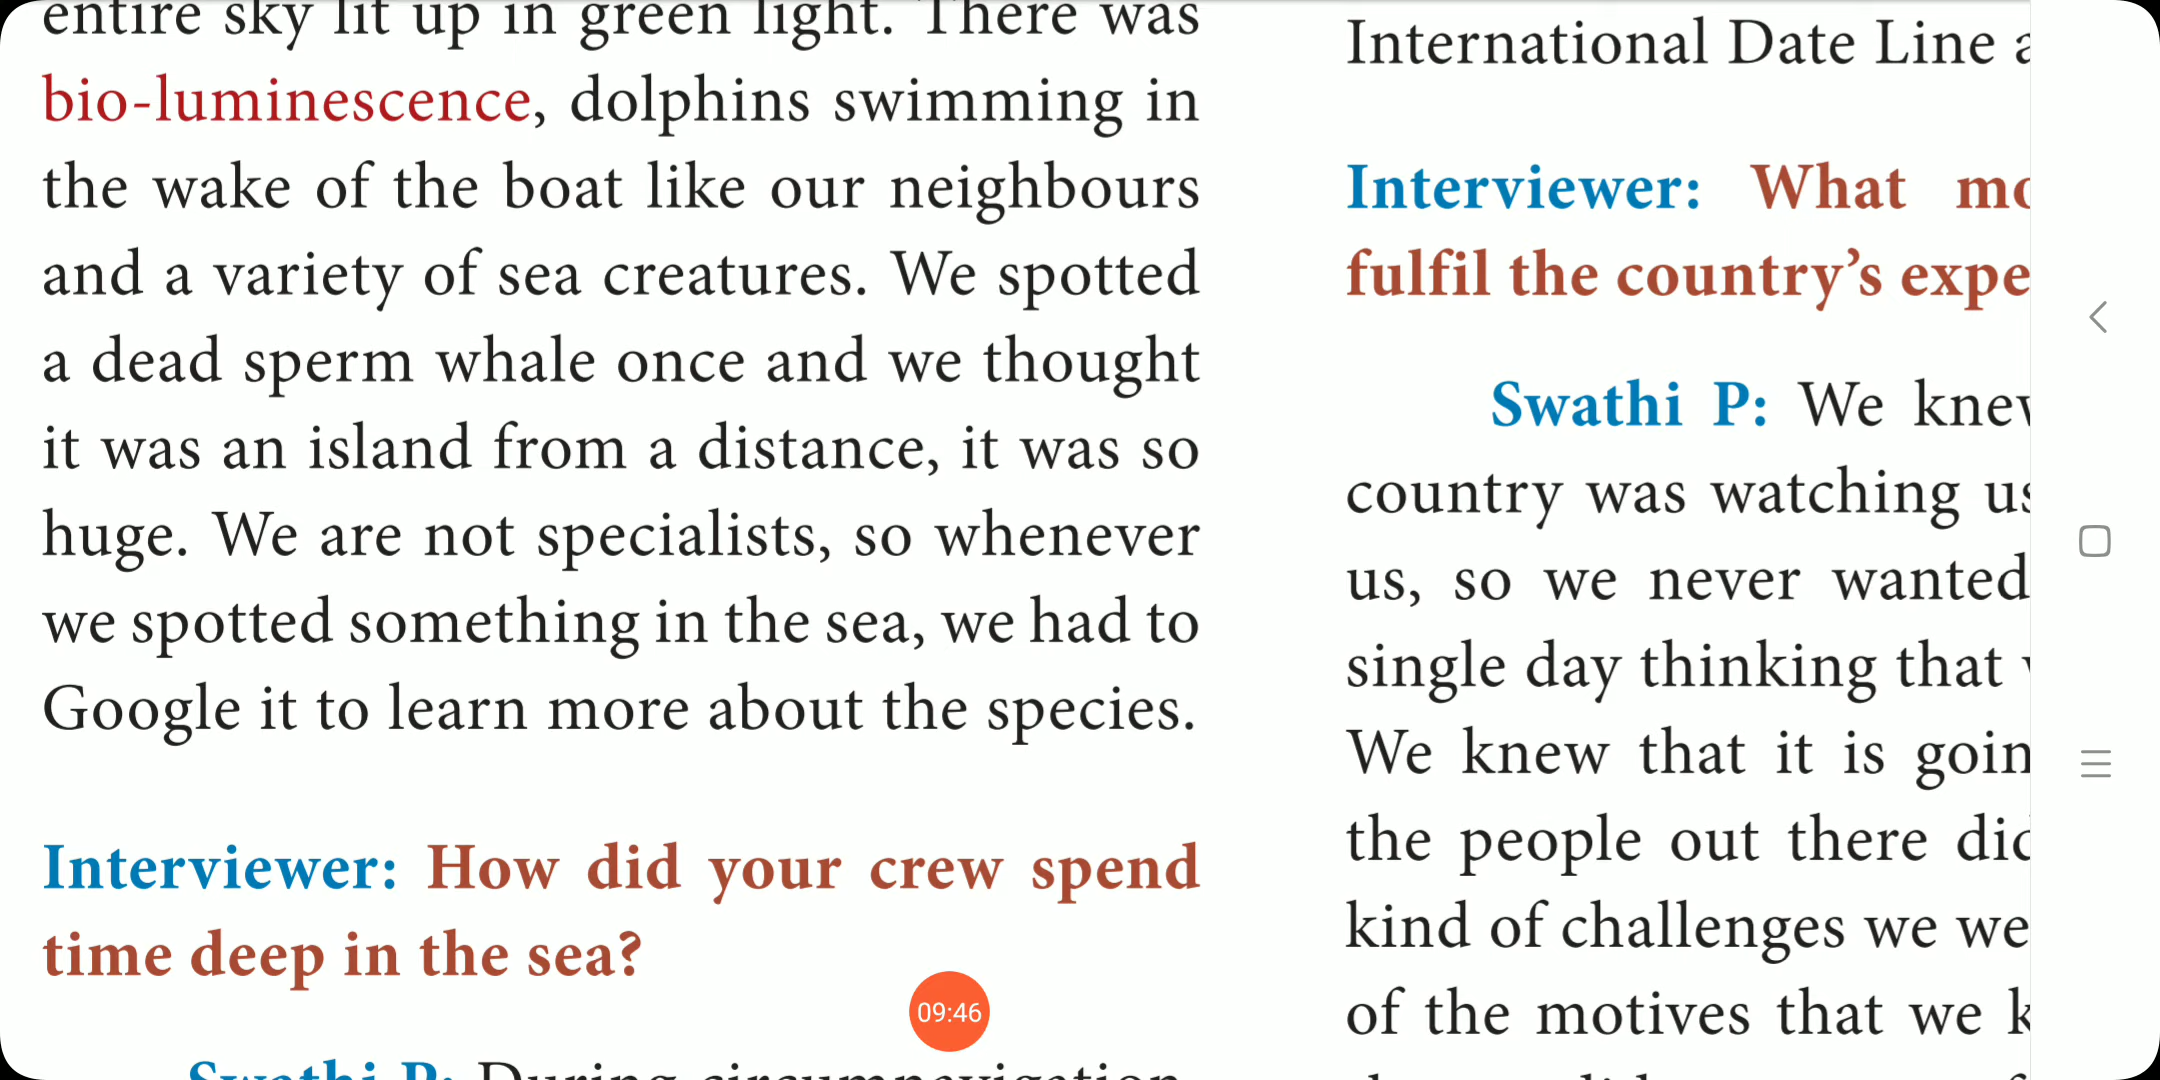 entire sky lit up in green light. There was
bio-luminescence, dolphins swimming in
the wake of the boat like our neighbours
and a variety of sea creatures. We spotted
a dead sperm whale once and we thought
it was an island from a distance, it was so
huge. We are not specialists, so whenever
we spotted something in the sea, we had to
Google it to learn more about the species.
Interviewer: How did your crew spend
time deep in the sea?
Swathi P: During circumnavigation,
International Date Line a
Interviewer: What mo
fulfil the country's expe
Swathi P: We knew
country was watching us
us, so we never wanted
single day thinking that
We knew that it is goin
the people out there did
kind of challenges we we
of the motives that we k
09:46